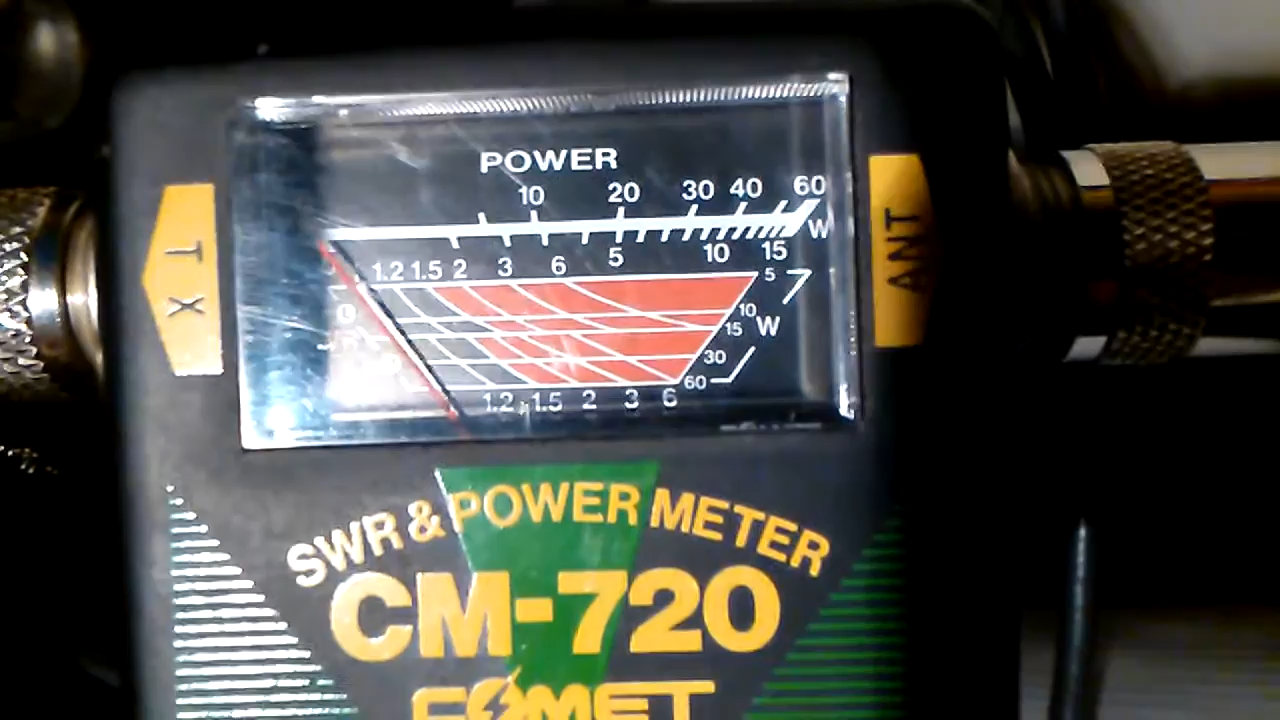 POWER
10 20 30 40 60
W
5 10 15
1.2 1.5 2 3 6
5
10
15 W
30
60
1.2 1.5 2 3 6
TX
ANT
SWR & POWER METER
CM-720
COMET